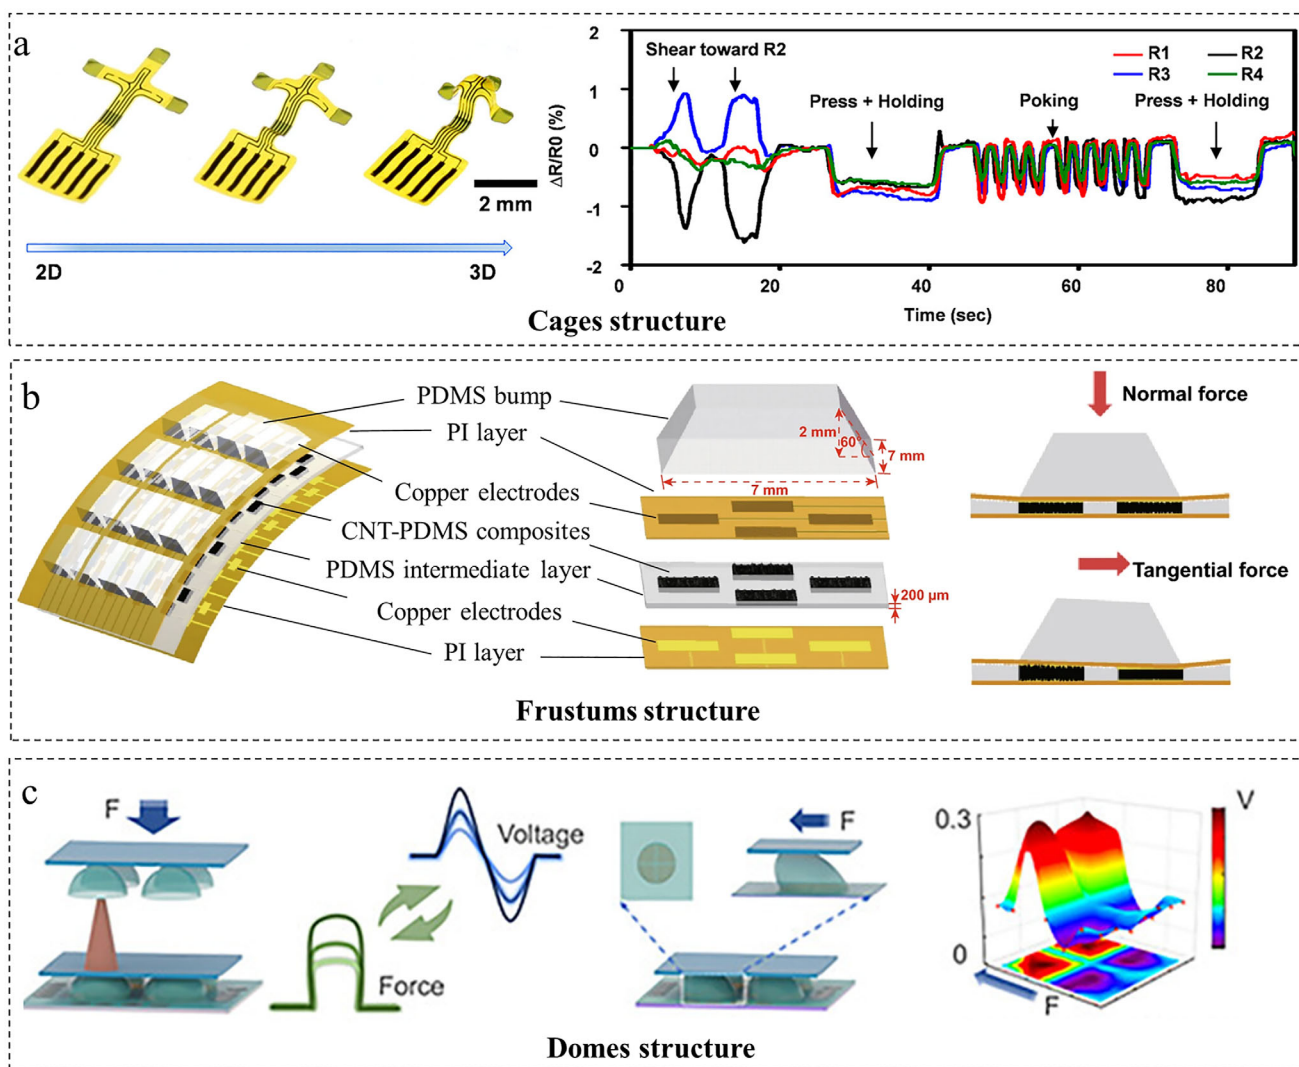 a
2D
3D
2 mm
Shear toward R2
R1
R2
R3
R4
Press + Holding
Poking
Press + Holding
ΔR/R0 (%)
2
1
0
-1
-2
0
20
40
60
80
Time (sec)
Cages structure
b
PDMS bump
PI layer
Copper electrodes
CNT-PDMS composites
PDMS intermediate layer
Copper electrodes
PI layer
2 mm
60°
7 mm
7 mm
200 μm
Normal force
Tangential force
Frustums structure
c
F
Voltage
Force
F
0.3
0
V
F
Domes structure